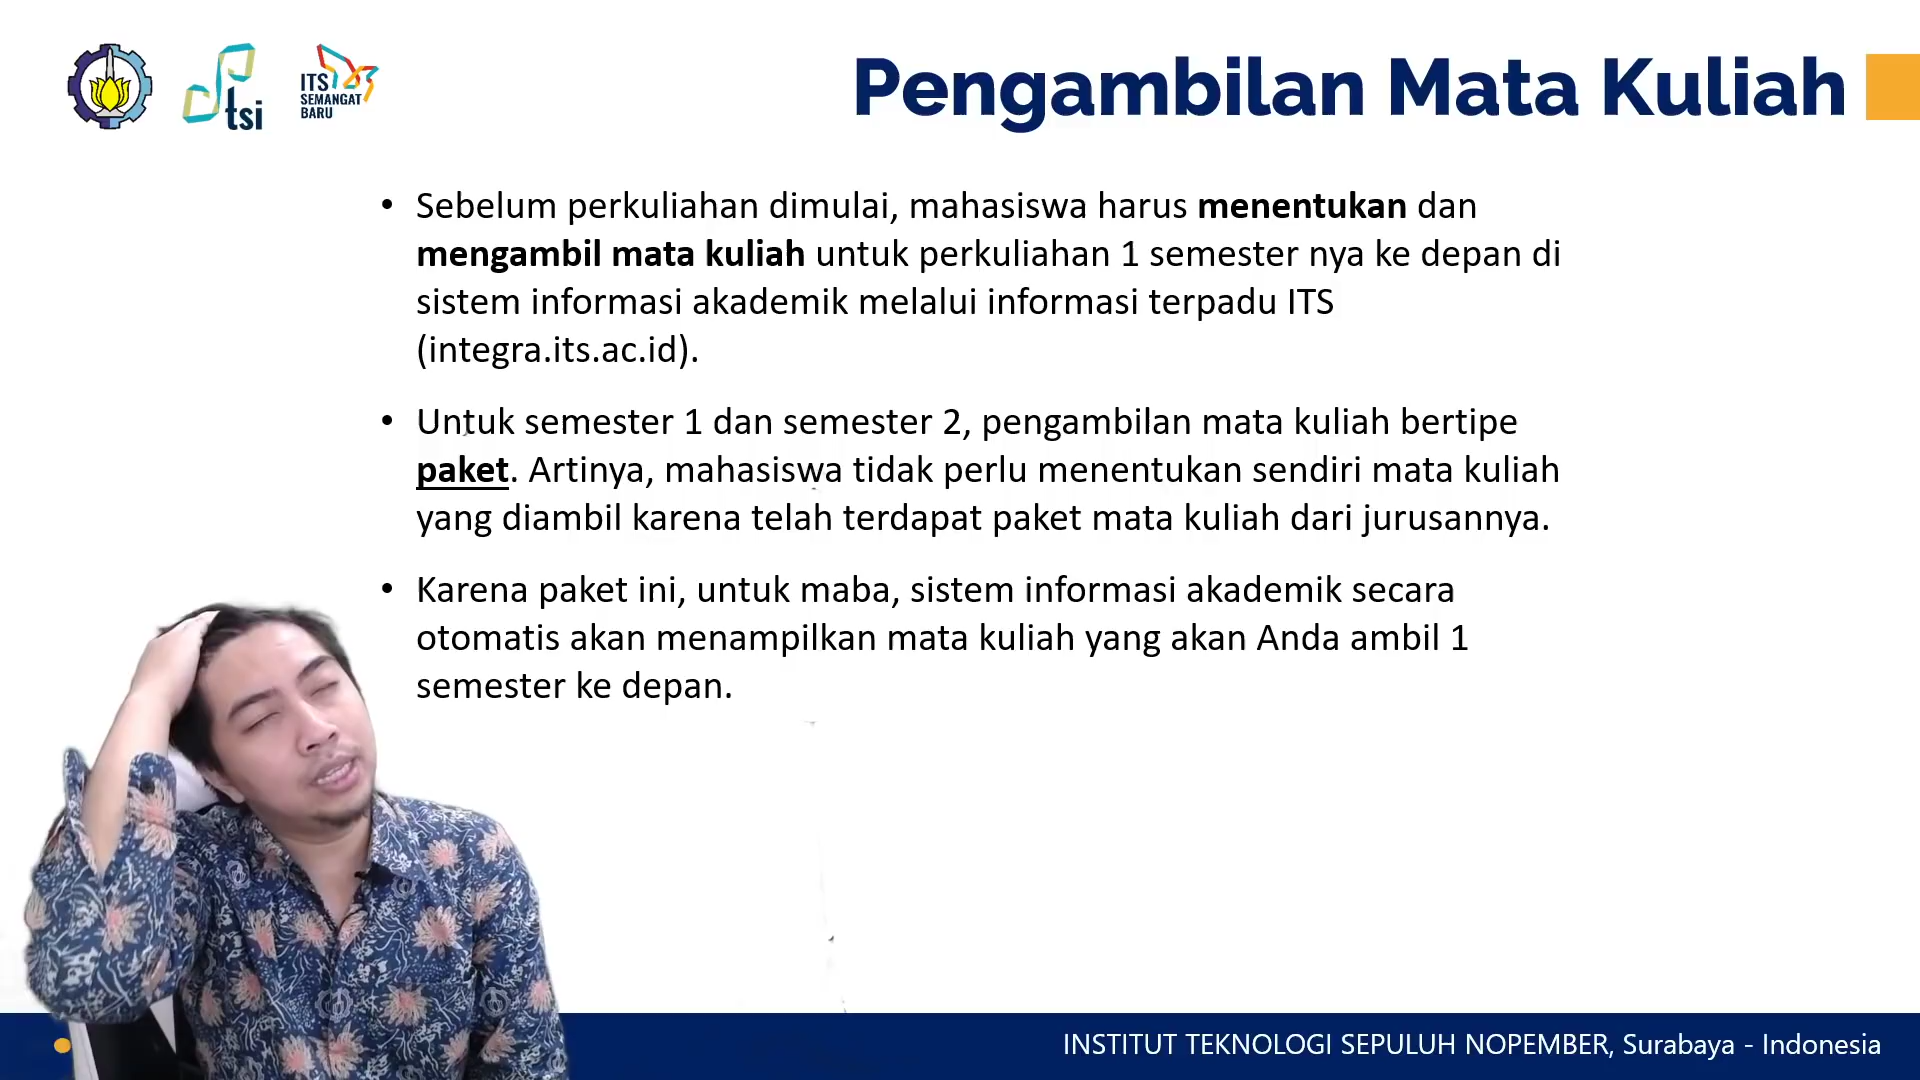 tsi
ITS
SEMANGAT
BARU
Pengambilan Mata Kuliah
• Sebelum perkuliahan dimulai, mahasiswa harus menentukan dan
mengambil mata kuliah untuk perkuliahan 1 semester nya ke depan di
sistem informasi akademik melalui informasi terpadu ITS
(integra.its.ac.id).
• Untuk semester 1 dan semester 2, pengambilan mata kuliah bertipe
paket. Artinya, mahasiswa tidak perlu menentukan sendiri mata kuliah
yang diambil karena telah terdapat paket mata kuliah dari jurusannya.
• Karena paket ini, untuk maba, sistem informasi akademik secara
otomatis akan menampilkan mata kuliah yang akan Anda ambil 1
semester ke depan.
INSTITUT TEKNOLOGI SEPULUH NOPEMBER, Surabaya - Indonesia